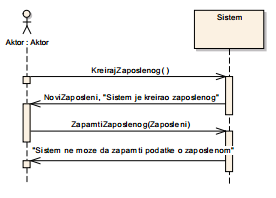 Sistem
Aktor : Aktor
KreirajZaposlenog( )
NoviZaposleni, "Sistem je kreirao zaposlenog"
ZapamtiZaposlenog(Zaposleni)
"Sistem ne moze da zapamti podatke o zaposlenom"